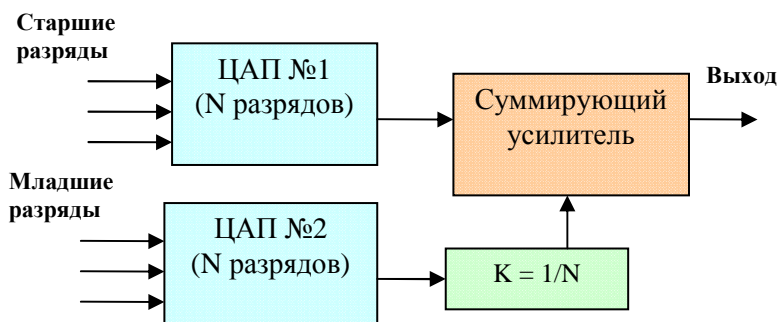 Старшие
разряды
ЦАП №1
(N разрядов)
Суммирующий
усилитель
Выход
Младшие
разряды
ЦАП №2
(N разрядов)
K = 1/N